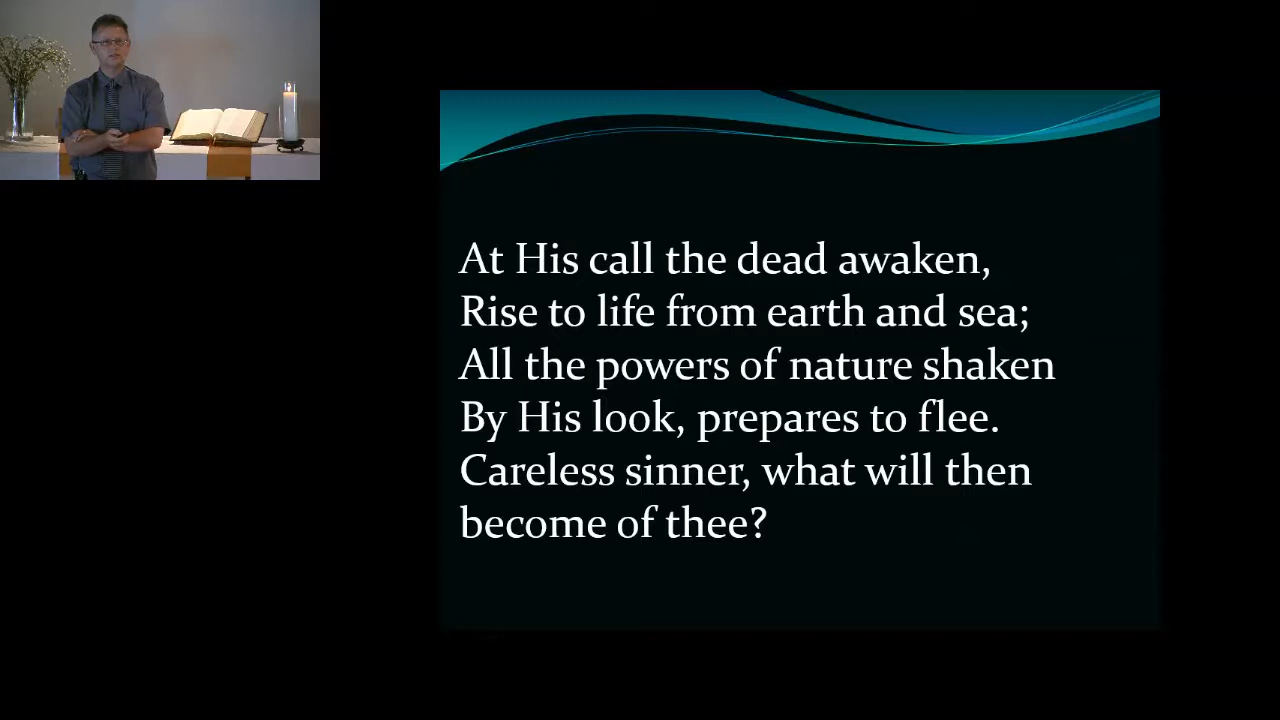 At His call the dead awaken,
Rise to life from earth and sea;
All the powers of nature shaken
By His look, prepares to flee.
Careless sinner, what will then
become of thee?